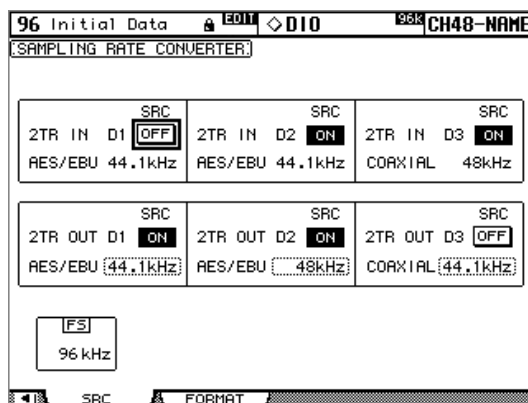 96 Initial Data EDIT DIO 96K CH48-NAME
SAMPLING RATE CONVERTER
SRC SRC SRC
2TR IN D1 OFF 2TR IN D2 ON 2TR IN D3 ON
AES/EBU 44.1kHz AES/EBU 44.1kHz COAXIAL 48kHz
SRC SRC SRC
2TR OUT D1 ON 2TR OUT D2 ON 2TR OUT D3 OFF
AES/EBU 44.1kHz AES/EBU 48kHz COAXIAL 44.1kHz
FS
96kHz
SRC FORMAT